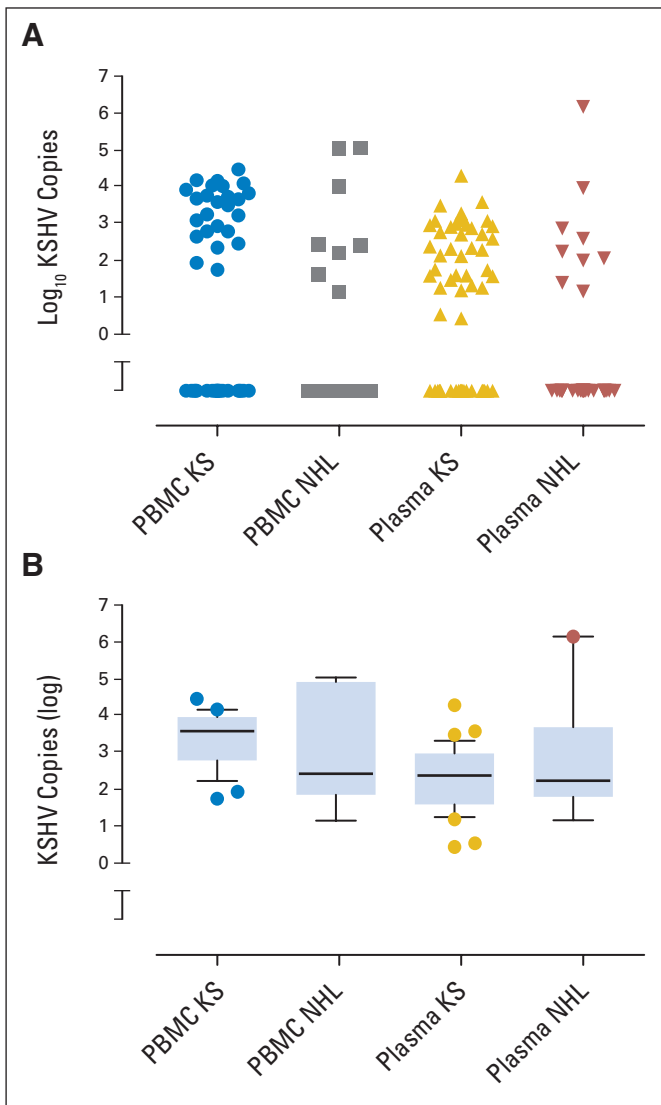 A
7
6
5
4
3
2
1
0
Log10 KSHV Copies
PBMC KS
PBMC NHL
Plasma KS
Plasma NHL
B
7
6
5
4
3
2
1
0
KSHV Copies (log)
PBMC KS
PBMC NHL
Plasma KS
Plasma NHL